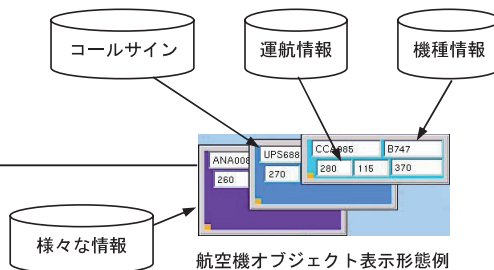 コールサイン
運航情報
機種情報
CCA985 B747
UPS688
ANA008
280 115 370
270
260
様々な情報
航空機オブジェクト表示形態例